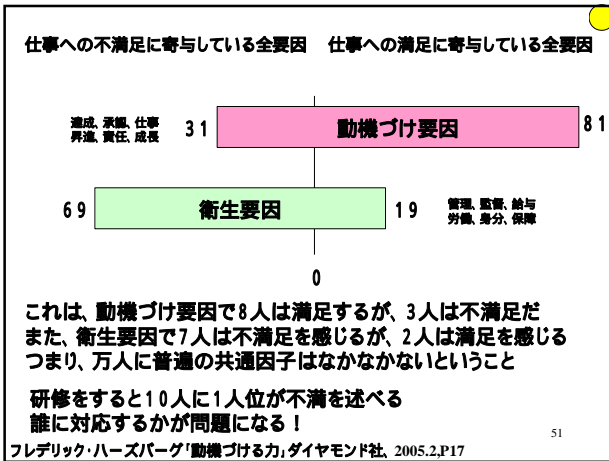 仕事への不満足に寄与している全要因
仕事への満足に寄与している全要因
達成、承認、仕事
昇進、責任、成長
31
動機づけ要因
81
69
衛生要因
19
管理、監督、給与
労働、身分、保障
0
これは、動機づけ要因で8人は満足するが、3人は不満足だ
また、衛生要因で7人は不満足を感じるが、2人は満足を感じる
つまり、万人に普遍の共通因子はなかなかないということ
研修をすると10人に1人位が不満を述べる
誰に対応するかが問題になる！
51
フレデリック・ハーズバーグ「動機づける力」ダイヤモンド社、2005.2,P17